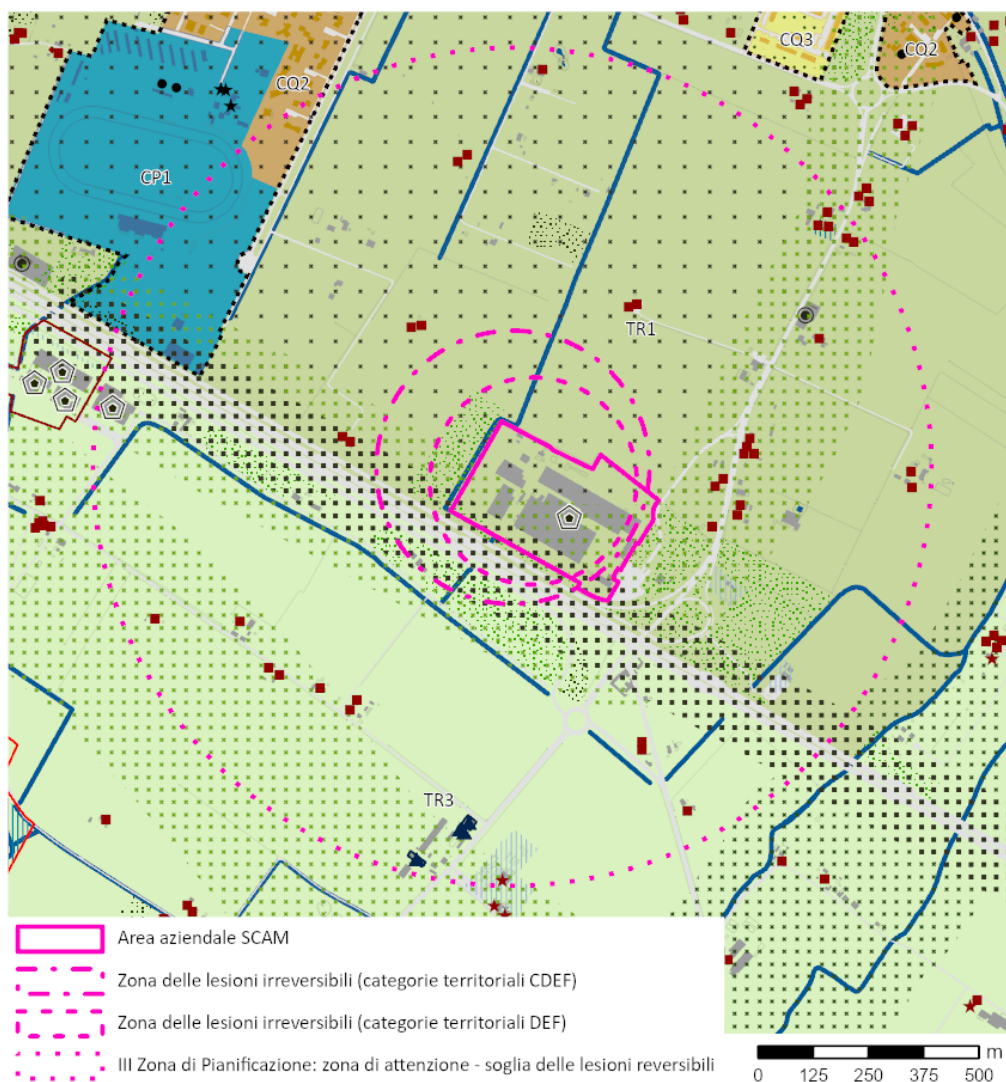 CQ3
CQ2
CQ2
CP1
TR1
TR3
Area aziendale SCAM
Zona delle lesioni irreversibili (categorie territoriali CDEF)
Zona delle lesioni irreversibili (categorie territoriali DEF)
III Zona di Pianificazione: zona di attenzione - soglia delle lesioni reversibili
m
0 125 250 375 500